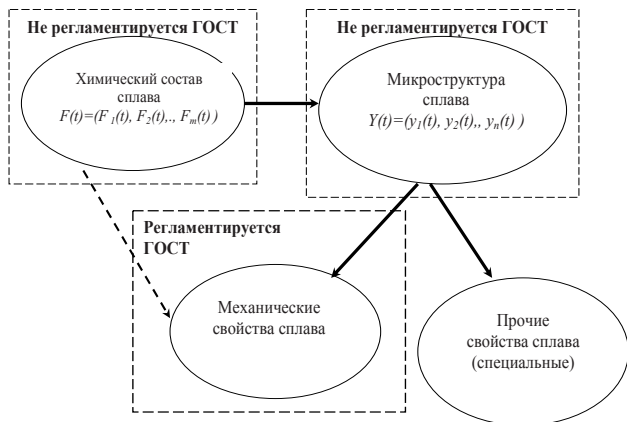 Не регламентируется ГОСТ
Химический состав
сплава
F(t)=(F1(t), F2(t),., Fm(t) )
Не регламентируется ГОСТ
Микроструктура
сплава
Y(t)=(y1(t), y2(t),, yn(t) )
Регламентируется
ГОСТ
Механические
свойства сплава
Прочие
свойства сплава
(специальные)